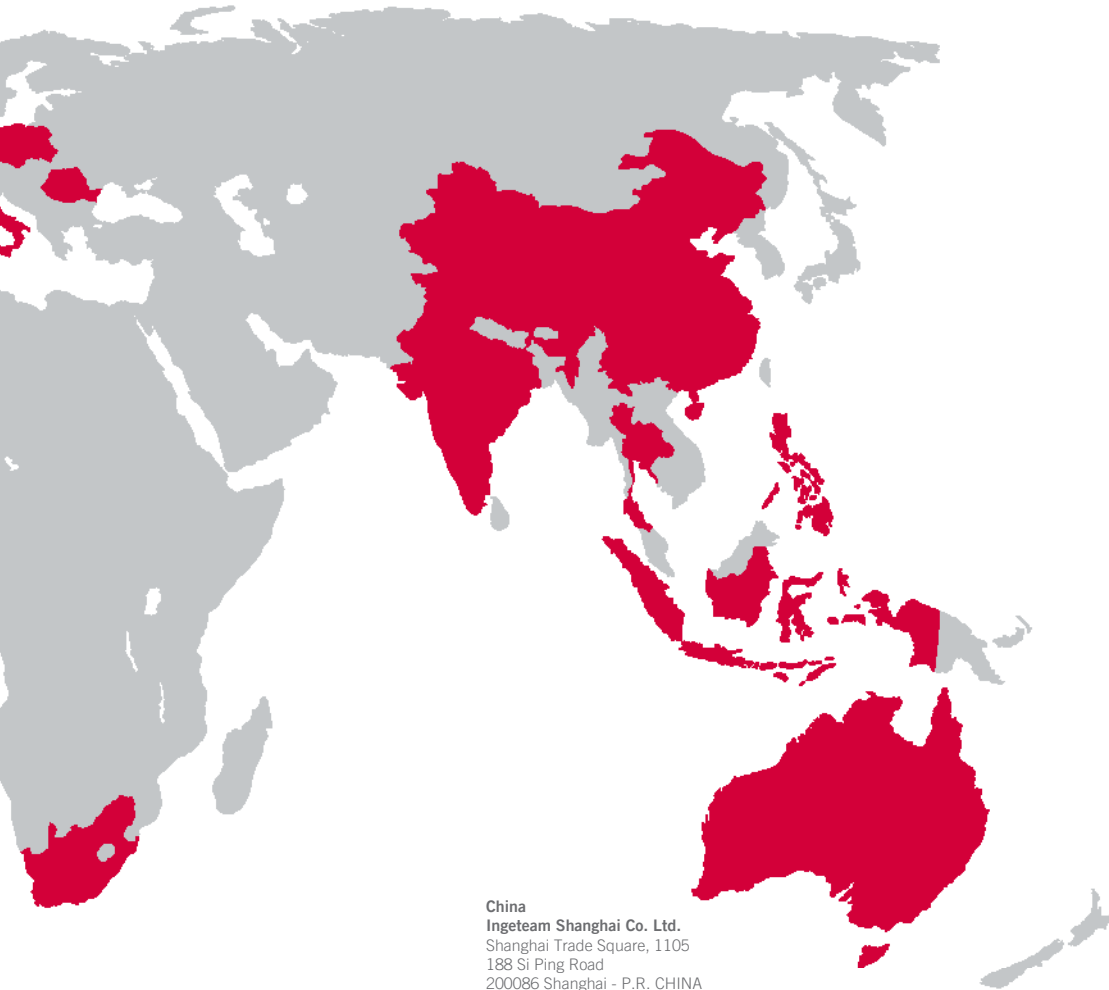 China
Ingeteam Shanghai Co. Ltd.
Shanghai Trade Square, 1105
188 Si Ping Road
200086 Shanghai - P.R. CHINA